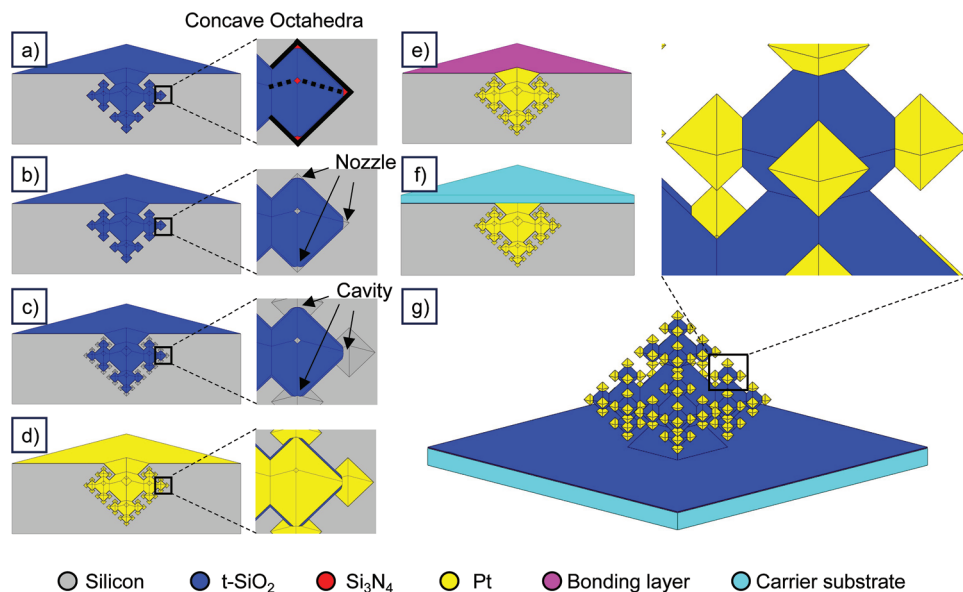 Concave Octahedra
a)
b)
Nozzle
c)
Cavity
d)
e)
f)
g)
Silicon
t-SiO₂
Si₃N₄
Pt
Bonding layer
Carrier substrate